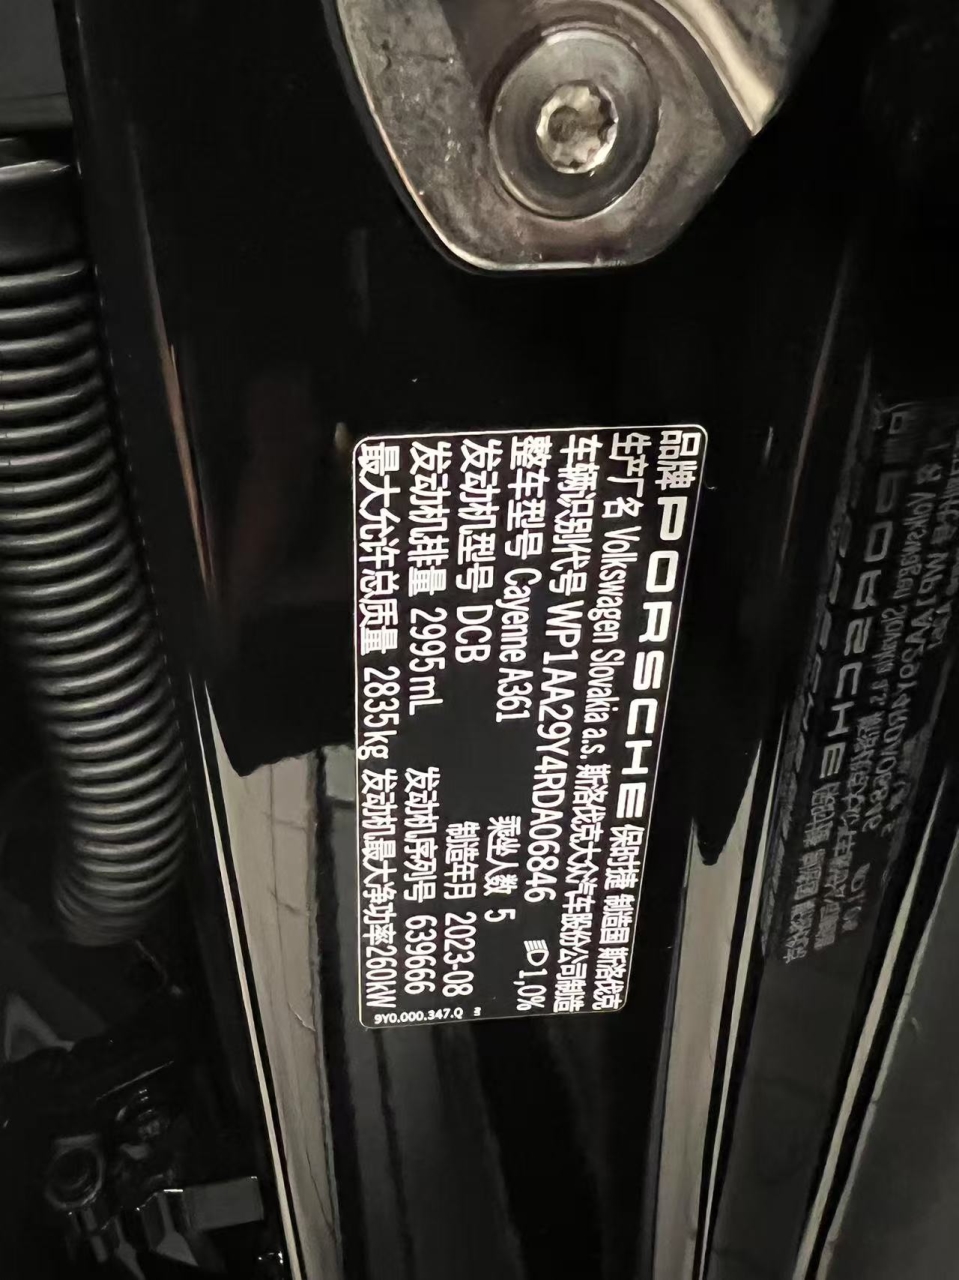 品牌 PORSCHE 保时捷 制造国 斯洛伐克
生产厂名 Volkswagen Slovakia a.s. 斯洛伐克大众汽车股份公司制造
车辆识别代号 WP1AA29Y4RDA06846
1,0%
整车型号 Cayenne A361 乘坐人数 5
发动机型号 DCB 制造年月 2023-08
发动机排量 2995mL 发动机序列号 639666
最大允许总质量 2835kg 发动机最大净功率260kW
9Y0.000.347.Q